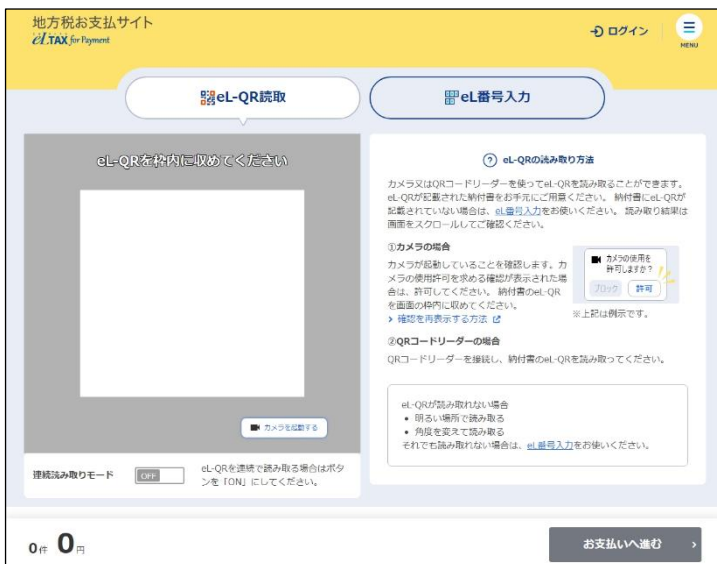 地方税お支払サイト
eLTAX for Payment
ログイン
MENU
eL-QR読取
eL番号入力
eL-QRを枠内に収めてください
カメラを起動する
連続読み取りモード
OFF
eL-QRを連続で読み取る場合はボタ
ンを「ON」にしてください。
? eL-QRの読み取り方法
カメラ又はQRコードリーダーを使ってeL-QRを読み取ることができます。
eL-QRが記載された納付書をお手元にご用意ください。 納付書にeL-QRが
記載されていない場合は、eL番号入力をお使いください。 読み取り結果は
画面をスクロールしてご確認ください。
①カメラの場合
カメラが起動していることを確認します。カ
メラの使用許可を求める確認が表示された場
合は、許可してください。 納付書のeL-QR
を画面の枠内に収めてください。
> 確認を再表示する方法
カメラの使用を
許可しますか?
ブロック 許可
※上記は例示です。
②QRコードリーダーの場合
QRコードリーダーを接続し、納付書のeL-QRを読み取ってください。
eL-QRが読み取れない場合
• 明るい場所で読み取る
• 角度を変えて読み取る
それでも読み取れない場合は、eL番号入力をお使いください。
0件 0円
お支払いへ進む >